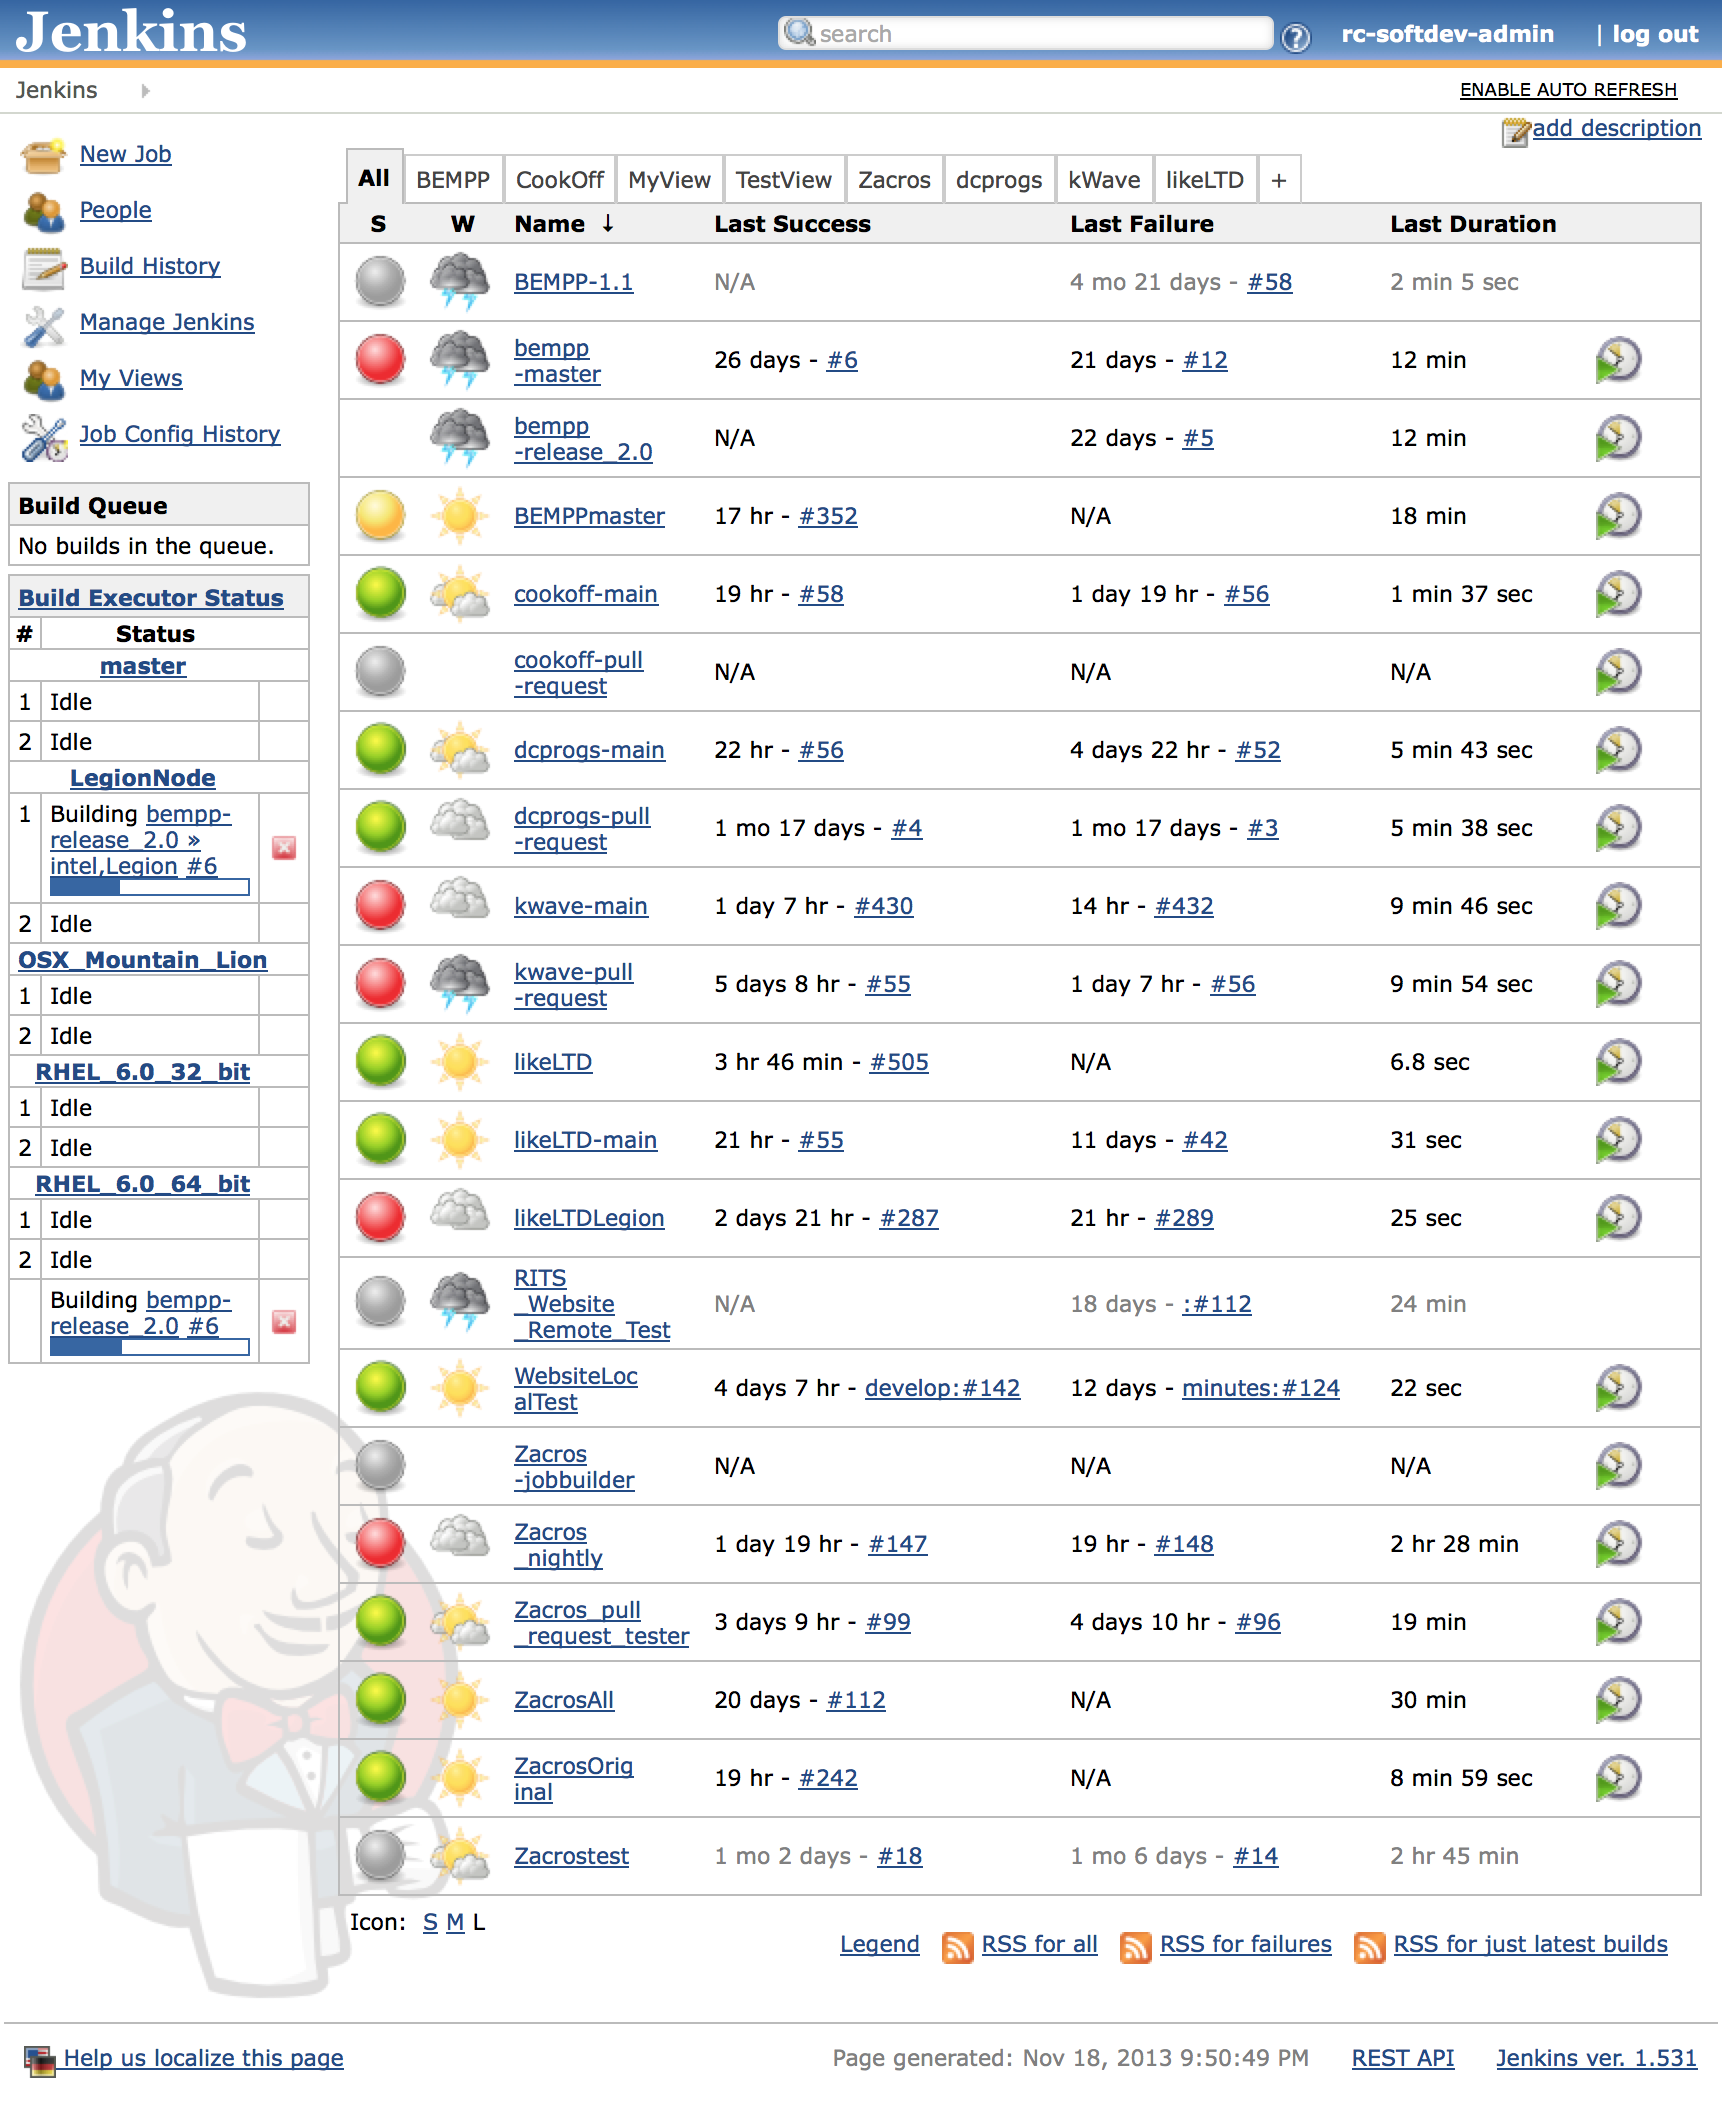 Jenkins
search
rc-softdev-admin | log out
Jenkins
ENABLE AUTO REFRESH
add description
New Job
People
Build History
Manage Jenkins
My Views
Job Config History
Build Queue
No builds in the queue.
Build Executor Status
# Status
master
1 Idle
2 Idle
LegionNode
1 Building bempp-
release_2.0 »
intel,Legion #6
2 Idle
OSX_Mountain_Lion
1 Idle
2 Idle
RHEL_6.0_32_bit
1 Idle
2 Idle
RHEL_6.0_64_bit
1 Idle
2 Idle
Building bempp-
release_2.0 #6
All BEMPP CookOff MyView TestView Zacros dcprogs kWave likeLTD +
S W Name ↓ Last Success Last Failure Last Duration
BEMPP-1.1 N/A 4 mo 21 days - #58 2 min 5 sec
bempp
-master 26 days - #6 21 days - #12 12 min
bempp
-release_2.0 N/A 22 days - #5 12 min
BEMPPmaster 17 hr - #352 N/A 18 min
cookoff-main 19 hr - #58 1 day 19 hr - #56 1 min 37 sec
cookoff-pull
-request N/A N/A N/A
dcprogs-main 22 hr - #56 4 days 22 hr - #52 5 min 43 sec
dcprogs-pull
-request 1 mo 17 days - #4 1 mo 17 days - #3 5 min 38 sec
kwave-main 1 day 7 hr - #430 14 hr - #432 9 min 46 sec
kwave-pull
-request 5 days 8 hr - #55 1 day 7 hr - #56 9 min 54 sec
likeLTD 3 hr 46 min - #505 N/A 6.8 sec
likeLTD-main 21 hr - #55 11 days - #42 31 sec
likeLTDLegion 2 days 21 hr - #287 21 hr - #289 25 sec
RITS
_Website
_Remote_Test N/A 18 days - :#112 24 min
WebsiteLoc
alTest 4 days 7 hr - develop:#142 12 days - minutes:#124 22 sec
Zacros
-jobbuilder N/A N/A N/A
Zacros
_nightly 1 day 19 hr - #147 19 hr - #148 2 hr 28 min
Zacros_pull
_request_tester 3 days 9 hr - #99 4 days 10 hr - #96 19 min
ZacrosAll 20 days - #112 N/A 30 min
ZacrosOrig
inal 19 hr - #242 N/A 8 min 59 sec
Zacrostest 1 mo 2 days - #18 1 mo 6 days - #14 2 hr 45 min
Icon: S M L
Legend RSS for all RSS for failures RSS for just latest builds
Help us localize this page
Page generated: Nov 18, 2013 9:50:49 PM REST API Jenkins ver. 1.531